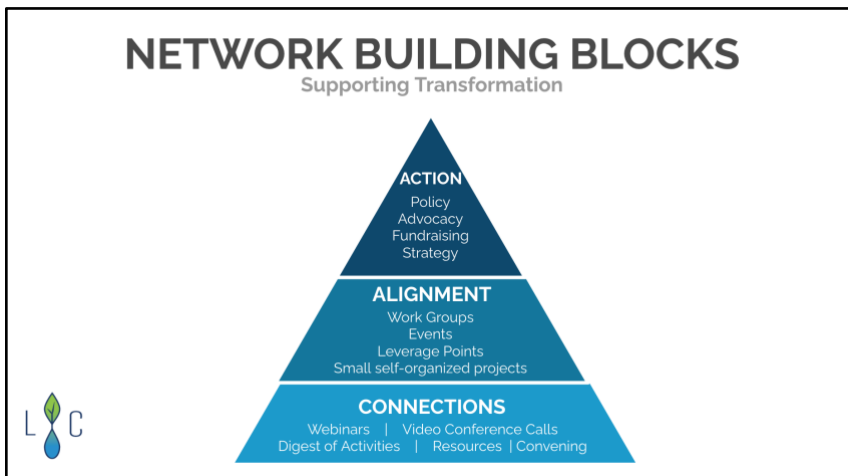 NETWORK BUILDING BLOCKS
Supporting Transformation
ACTION
Policy
Advocacy
Fundraising
Strategy
ALIGNMENT
Work Groups
Events
Leverage Points
Small self-organized projects
CONNECTIONS
Webinars | Video Conference Calls
Digest of Activities | Resources | Convening
L C